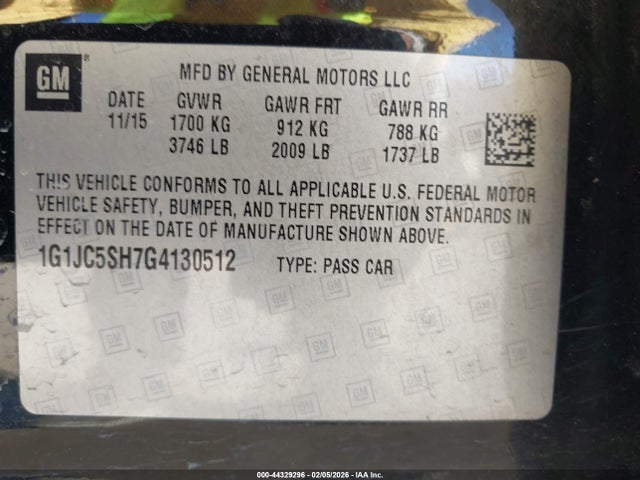 GM
MFD BY GENERAL MOTORS LLC
DATE GVWR GAWR FRT GAWR RR
11/15 1700 KG 912 KG 788 KG
3746 LB 2009 LB 1737 LB
THIS VEHICLE CONFORMS TO ALL APPLICABLE U.S. FEDERAL MOTOR
VEHICLE SAFETY, BUMPER, AND THEFT PREVENTION STANDARDS IN
EFFECT ON THE DATE OF MANUFACTURE SHOWN ABOVE.
1G1JC5SH7G4130512 TYPE: PASS CAR
000-44329296 - 02/05/2026 - IAA Inc.